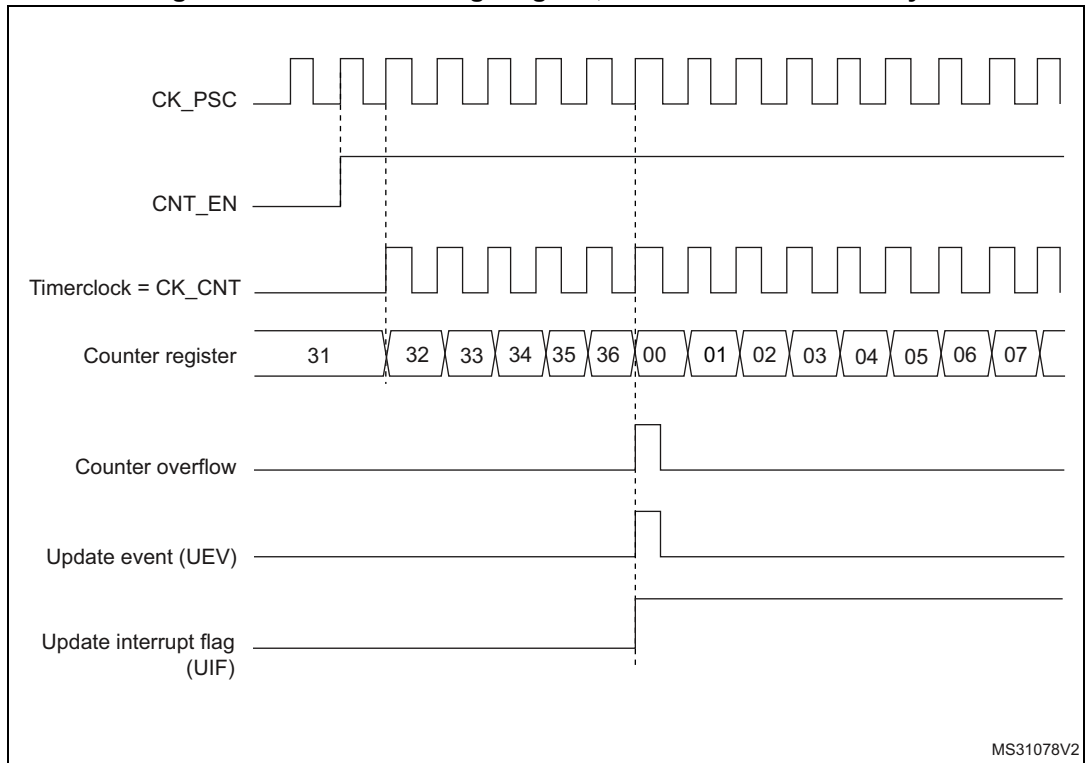 CK_PSC
CNT_EN
Timerclock = CK_CNT
Counter register 31 32 33 34 35 36 00 01 02 03 04 05 06 07
Counter overflow
Update event (UEV)
Update interrupt flag
(UIF)
MS31078V2